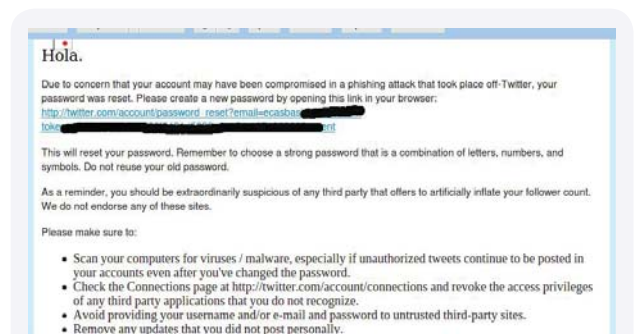 Hola.
Due to concern that your account may have been compromised in a phishing attack that took place off-Twitter, your
password was reset. Please create a new password by opening this link in your browser:
http://twitter.com/account/password_reset?email=ecasbas
toke
This will reset your password. Remember to choose a strong password that is a combination of letters, numbers, and
symbols. Do not reuse your old password.
As a reminder, you should be extraordinarily suspicious of any third party that offers to artificially inflate your follower count.
We do not endorse any of these sites.
Please make sure to:
• Scan your computers for viruses / malware, especially if unauthorized tweets continue to be posted in
your accounts even after you've changed the password.
• Check the Connections page at http://twitter.com/account/connections and revoke the access privileges
of any third party applications that you do not recognize.
• Avoid providing your username and/or e-mail and password to untrusted third-party sites.
• Remove any updates that you did not post personally.